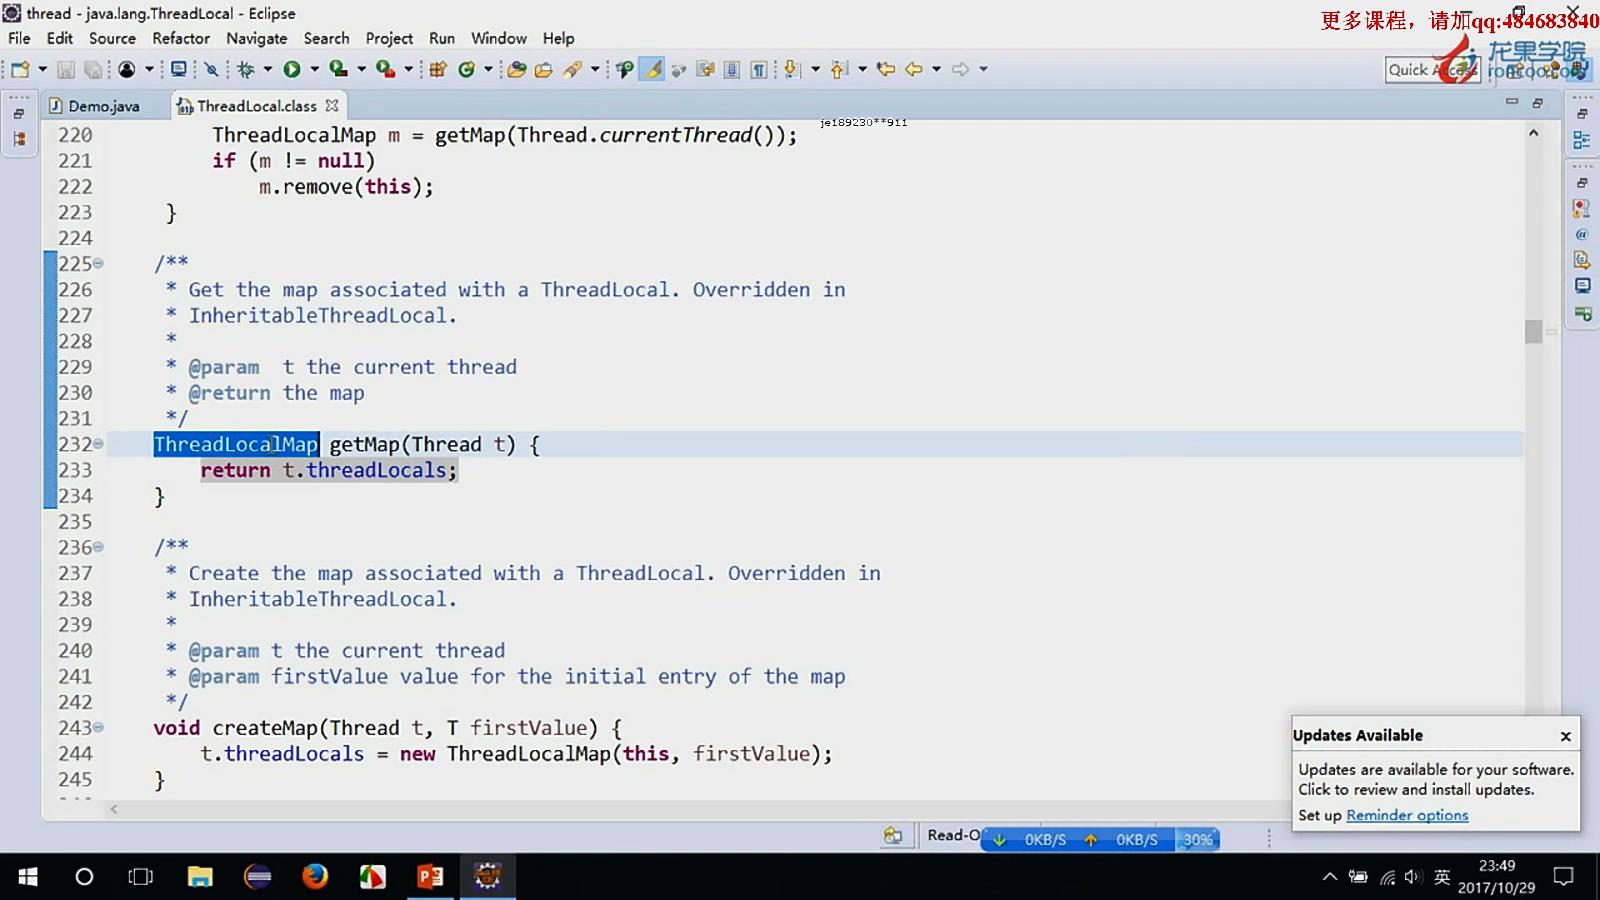 thread - java.lang.ThreadLocal - Eclipse
更多课程，请加qq:484683840
File Edit Source Refactor Navigate Search Project Run Window Help
龙果学院
Quick Access
roncoo.com
Demo.java
ThreadLocal.class
je189230**911
220 ThreadLocalMap m = getMap(Thread.currentThread());
221 if (m != null)
222 m.remove(this);
223 }
224
225 /**
226 * Get the map associated with a ThreadLocal. Overridden in
227 * InheritableThreadLocal.
228 *
229 * @param  t the current thread
230 * @return the map
231 */
232 ThreadLocalMap getMap(Thread t) {
233 return t.threadLocals;
234 }
235
236 /**
237 * Create the map associated with a ThreadLocal. Overridden in
238 * InheritableThreadLocal.
239 *
240 * @param t the current thread
241 * @param firstValue value for the initial entry of the map
242 */
243 void createMap(Thread t, T firstValue) {
244 t.threadLocals = new ThreadLocalMap(this, firstValue);
245 }
Updates Available
Updates are available for your software.
Click to review and install updates.
Set up Reminder options
Read-O
0KB/S 0KB/S 30%
英
23:49
2017/10/29